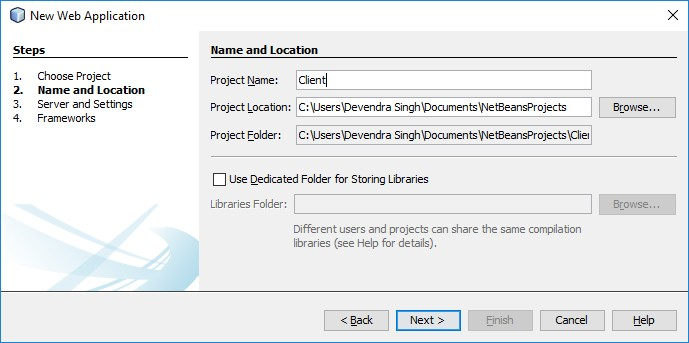 New Web Application
Steps
1. Choose Project
2. Name and Location
3. Server and Settings
4. Frameworks
Name and Location
Project Name: Client
Project Location: C:\Users\Devendra Singh\Documents\NetBeansProjects Browse...
Project Folder: C:\Users\Devendra Singh\Documents\NetBeansProjects\Clie
Use Dedicated Folder for Storing Libraries
Libraries Folder: Browse...
Different users and projects can share the same compilation
libraries (see Help for details).
< Back Next > Finish Cancel Help